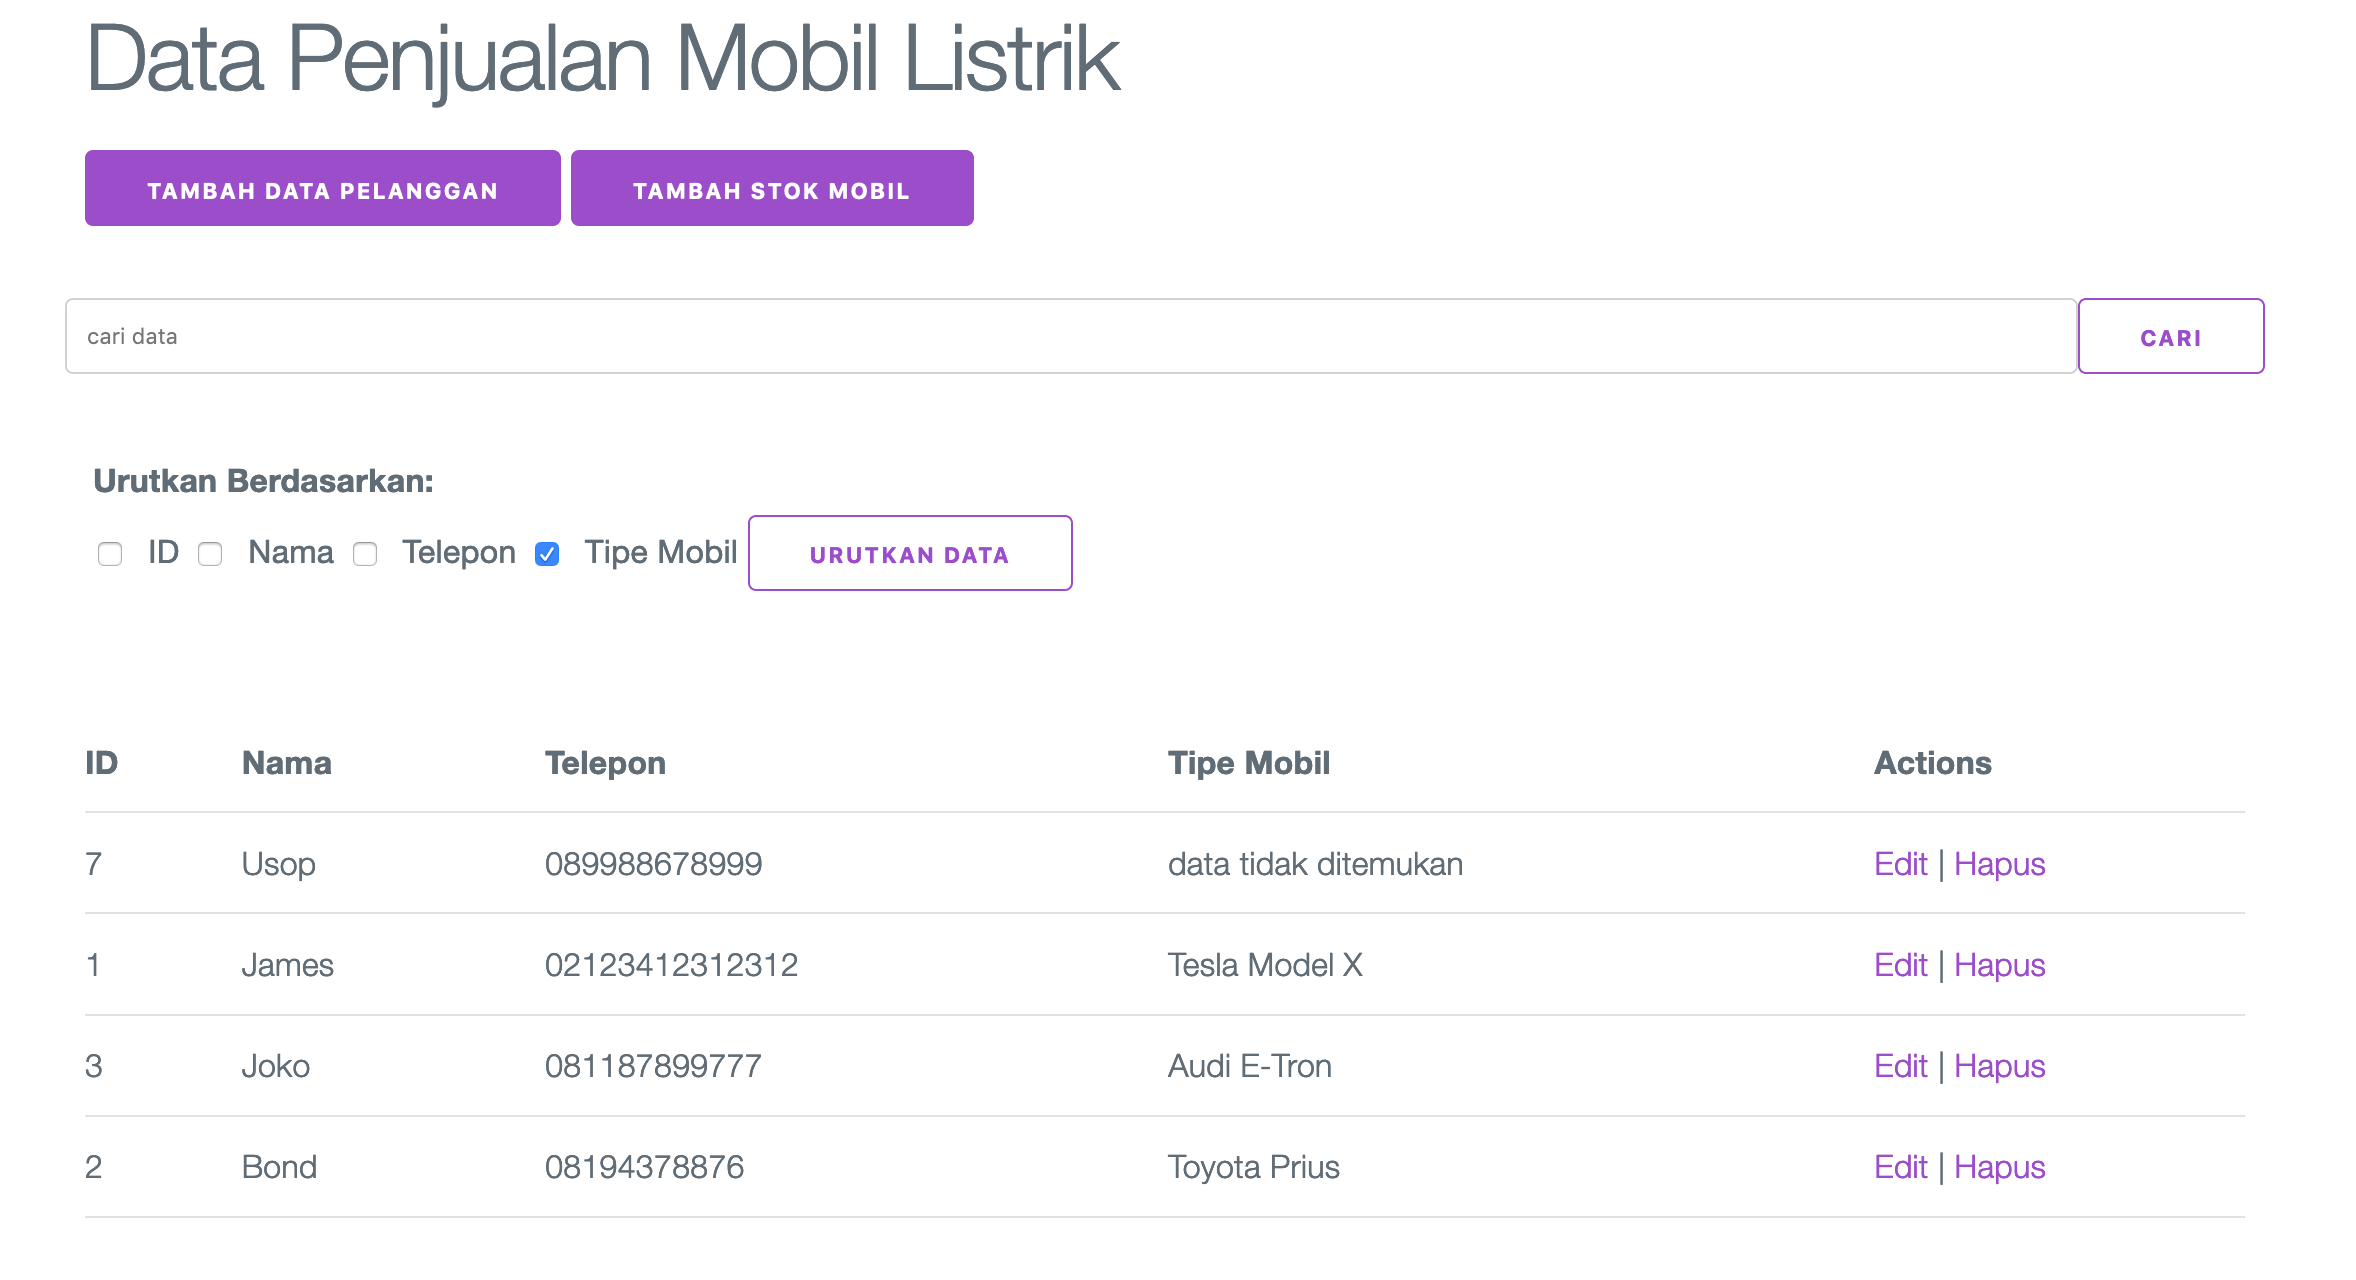 Data Penjualan Mobil Listrik
TAMBAH DATA PELANGGAN TAMBAH STOK MOBIL
cari data CARI
Urutkan Berdasarkan:
ID Nama Telepon Tipe Mobil URUTKAN DATA
ID Nama Telepon Tipe Mobil Actions
7 Usop 089988678999 data tidak ditemukan Edit | Hapus
1 James 02123412312312 Tesla Model X Edit | Hapus
3 Joko 081187899777 Audi E-Tron Edit | Hapus
2 Bond 08194378876 Toyota Prius Edit | Hapus